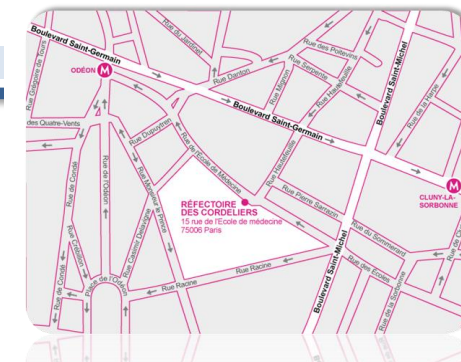 Boulevard Saint-Germain
Rue du Jardinet
Rue des Poitevins
Rue Grégoire de Tours
ODÉON
M
Rue Danton
Rue Serpente
Rue Mignon
Rue Hautefeuille
Boulevard Saint-Michel
Rue de la Harpe
Boulevard Saint-Germain
des Quatre-Vents
Rue Dupuytren
Rue de l'École de Médecine
Rue Hautefeuille
M
CLUNY-LA-
SORBONNE
Rue de Condé
Rue de l'Odéon
Rue Monsieur le Prince
Rue Pierre Sarrazin
RÉFECTOIRE
DES CORDELIERS
15 rue de l'Ecole de médecine
75006 Paris
Rue Crébillon
Rue Casimir Delavigne
Rue du Sommerard
Rue de Condé
Place de l'Odéon
Rue Racine
Rue Racine
Boulevard Saint-Michel
Rue des Écoles
Rue de la Sorbonne